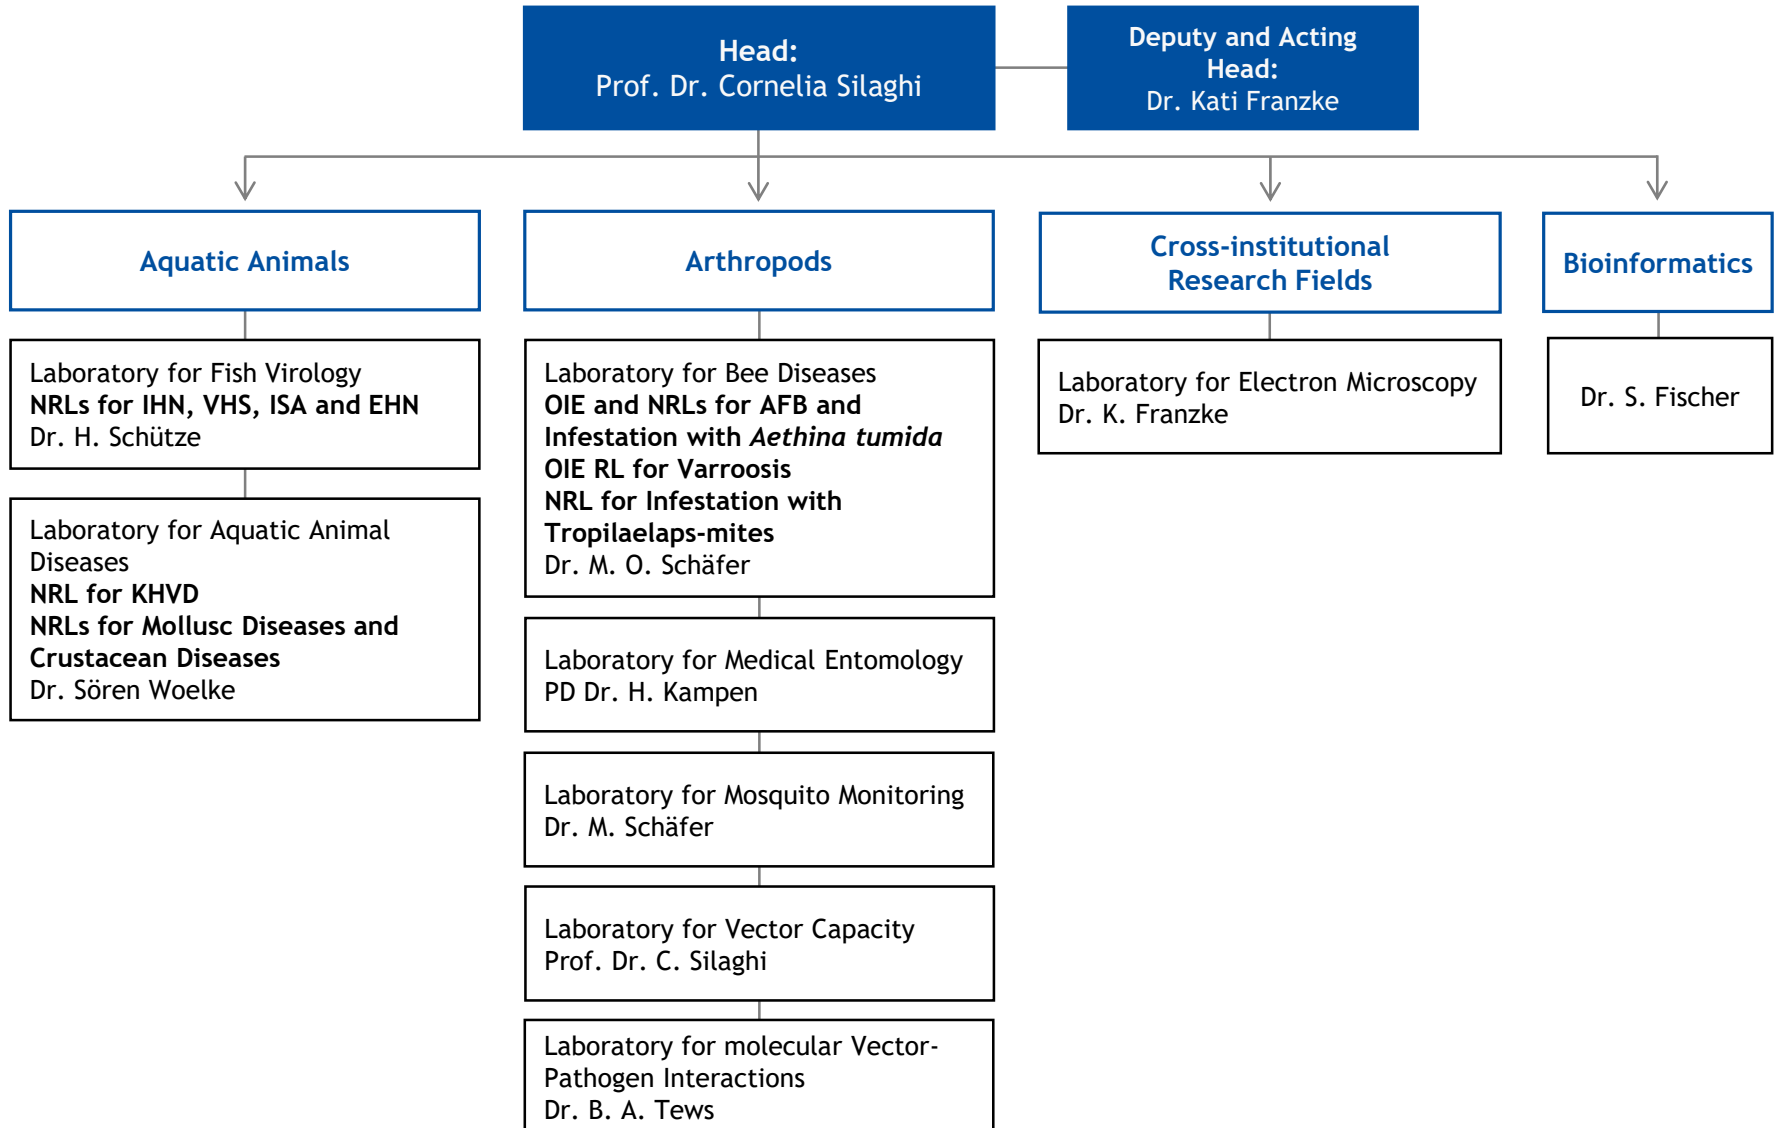 Head:
Prof. Dr. Cornelia Silaghi
Deputy and Acting
Head:
Dr. Kati Franzke
Aquatic Animals
Laboratory for Fish Virology
NRLs for IHN, VHS, ISA and EHN
Dr. H. Schütze
Laboratory for Aquatic Animal
Diseases
NRL for KHVD
NRLs for Mollusc Diseases and
Crustacean Diseases
Dr. Sören Woelke
Arthropods
Laboratory for Bee Diseases
OIE and NRLs for AFB and
Infestation with Aethina tumida
OIE RL for Varroosis
NRL for Infestation with
Tropilaelaps-mites
Dr. M. O. Schäfer
Laboratory for Medical Entomology
PD Dr. H. Kampen
Laboratory for Mosquito Monitoring
Dr. M. Schäfer
Laboratory for Vector Capacity
Prof. Dr. C. Silaghi
Laboratory for molecular Vector-
Pathogen Interactions
Dr. B. A. Tews
Cross-institutional
Research Fields
Laboratory for Electron Microscopy
Dr. K. Franzke
Bioinformatics
Dr. S. Fischer